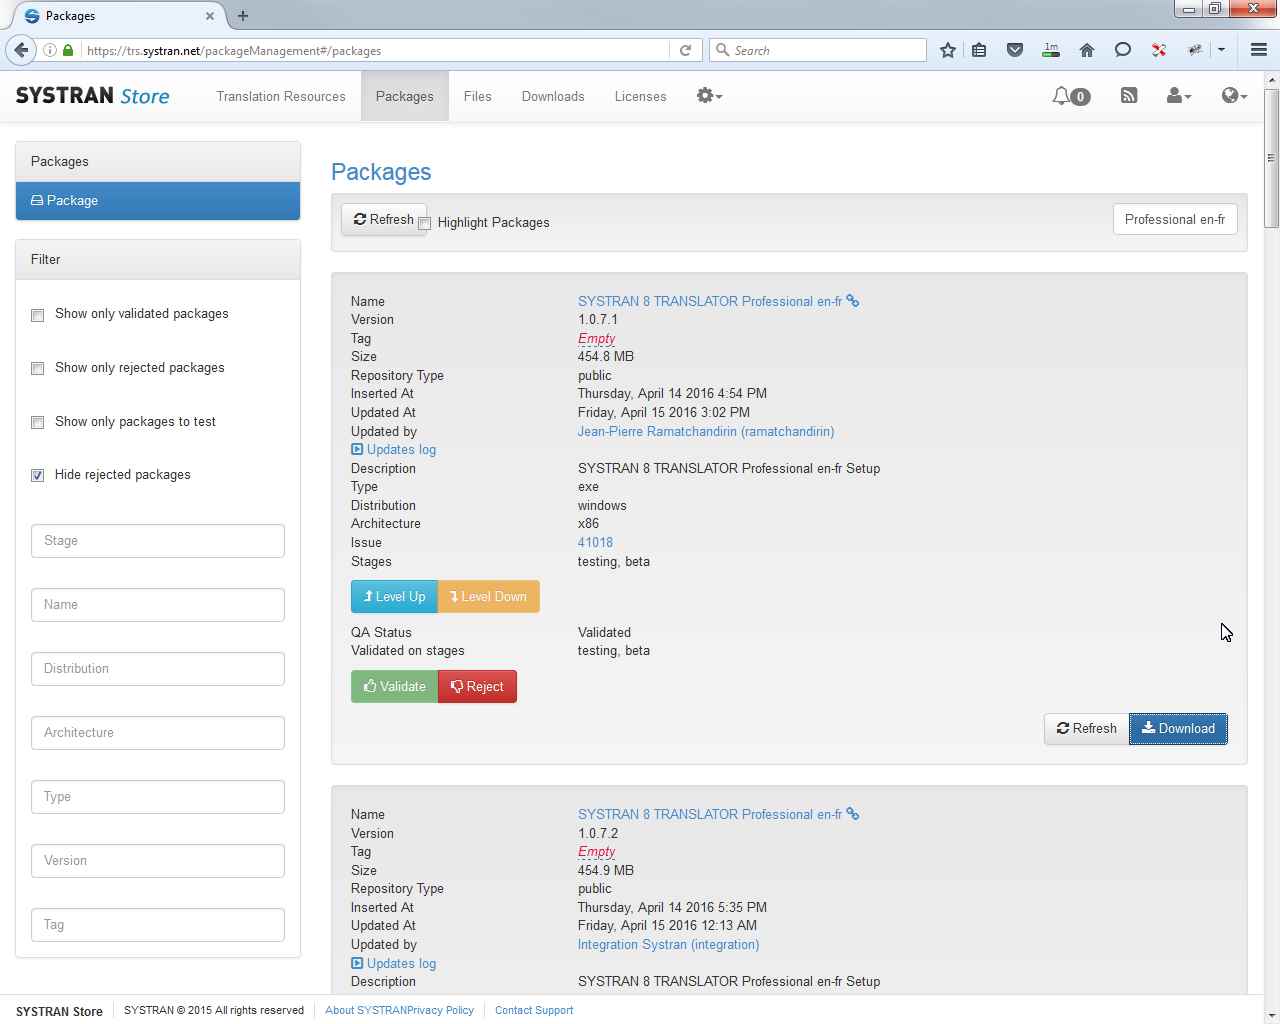 Packages
https://trs.systran.net/packageManagement#/packages
Search
1m
SYSTRAN Store
Translation Resources
Packages
Files
Downloads
Licenses
0
Packages
Package
Filter
Show only validated packages
Show only rejected packages
Show only packages to test
Hide rejected packages
Stage
Name
Distribution
Architecture
Type
Version
Tag
Packages
Refresh
Highlight Packages
Professional en-fr
Name SYSTRAN 8 TRANSLATOR Professional en-fr
Version 1.0.7.1
Tag Empty
Size 454.8 MB
Repository Type public
Inserted At Thursday, April 14 2016 4:54 PM
Updated At Friday, April 15 2016 3:02 PM
Updated by Jean-Pierre Ramatchandirin (ramatchandirin)
Updates log
Description SYSTRAN 8 TRANSLATOR Professional en-fr Setup
Type exe
Distribution windows
Architecture x86
Issue 41018
Stages testing, beta
Level Up Level Down
QA Status Validated
Validated on stages testing, beta
Validate Reject
Refresh Download
Name SYSTRAN 8 TRANSLATOR Professional en-fr
Version 1.0.7.2
Tag Empty
Size 454.9 MB
Repository Type public
Inserted At Thursday, April 14 2016 5:35 PM
Updated At Friday, April 15 2016 12:13 AM
Updated by Integration Systran (integration)
Updates log
Description SYSTRAN 8 TRANSLATOR Professional en-fr Setup
SYSTRAN Store
SYSTRAN © 2015 All rights reserved
About SYSTRANPrivacy Policy
Contact Support